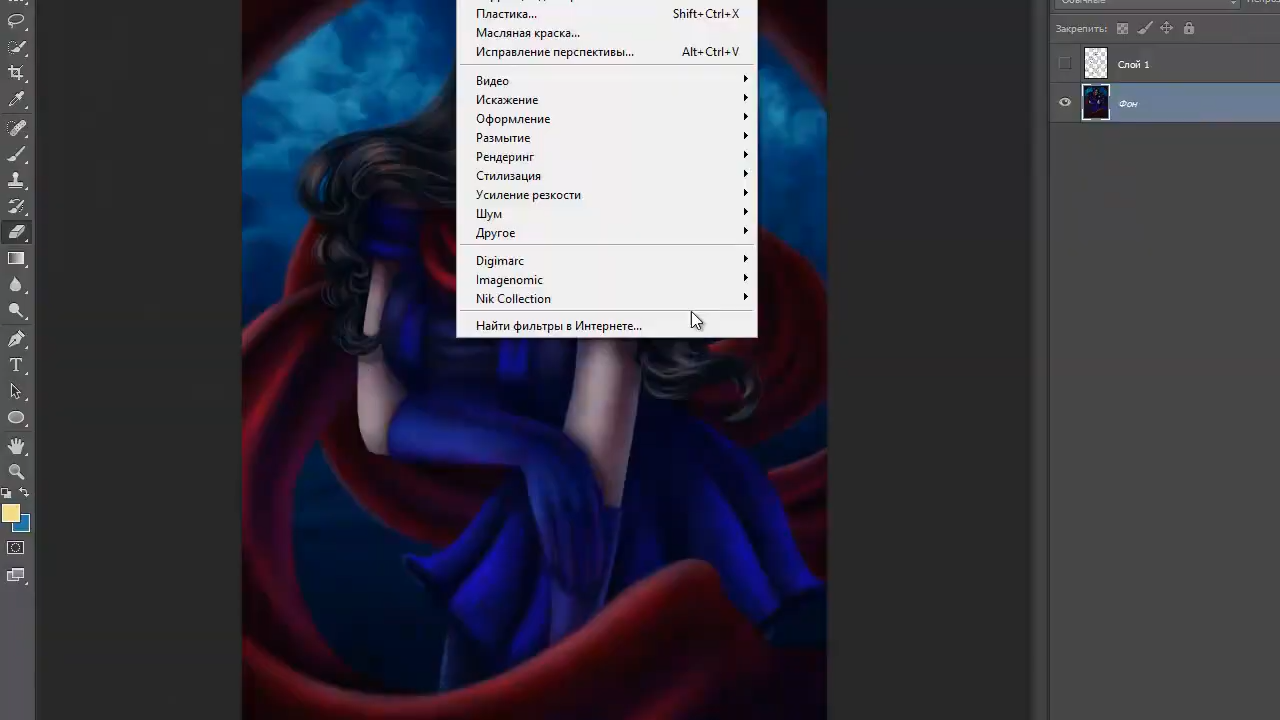 Пластика... Shift+Ctrl+X
Масляная краска...
Исправление перспективы... Alt+Ctrl+V
Видео
Искажение
Оформление
Размытие
Рендеринг
Стилизация
Усиление резкости
Шум
Другое
Digimarc
Imagenomic
Nik Collection
Найти фильтры в Интернете...
Закрепить:
Слой 1
Фон